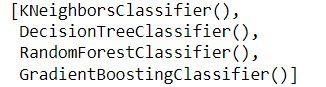 [KNeighborsClassifier(),
DecisionTreeClassifier(),
RandomForestClassifier(),
GradientBoostingClassifier()]